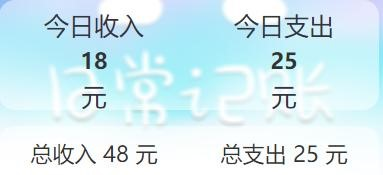 今日收入 今日支出
18 25
元 元
日常记账
总收入 48 元 总支出 25 元